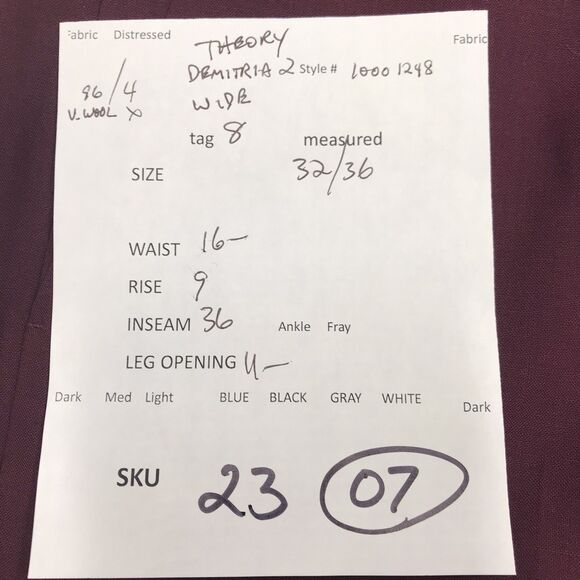 Fabric Distressed
THEORY
Fabric
DEMITRIA 2 Style # 1000 1248
96/4
V. WOOL X
WIDE
tag 8 measured
SIZE 32/36
WAIST 16-
RISE 9
INSEAM 36 Ankle Fray
LEG OPENING
Dark Med Light BLUE BLACK GRAY WHITE Dark
SKU 23 07